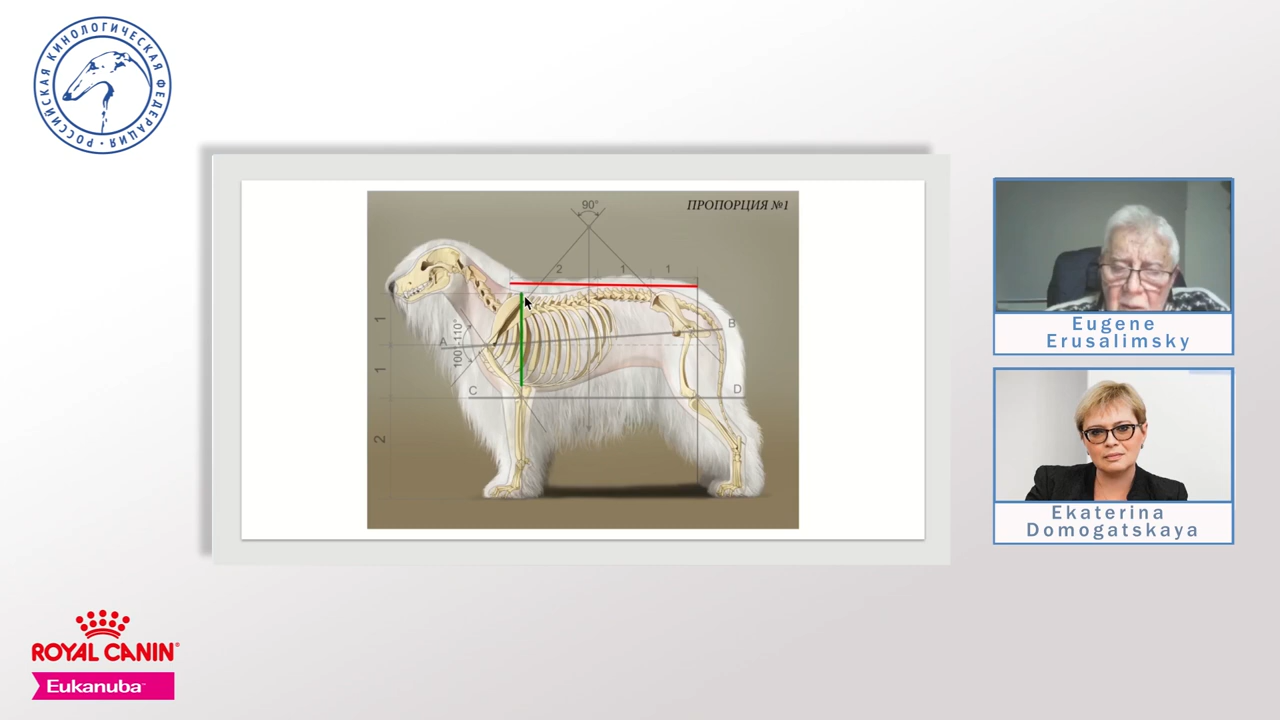 РОССИЙСКАЯ КИНОЛОГИЧЕСКАЯ ФЕДЕРАЦИЯ
ПРОПОРЦИЯ №1
90°
2 1 1
1
1
2
100°-110°
A
B
C
D
Eugene
Erusalimsky
Ekaterina
Domogatskaya
ROYAL CANIN®
Eukanuba™